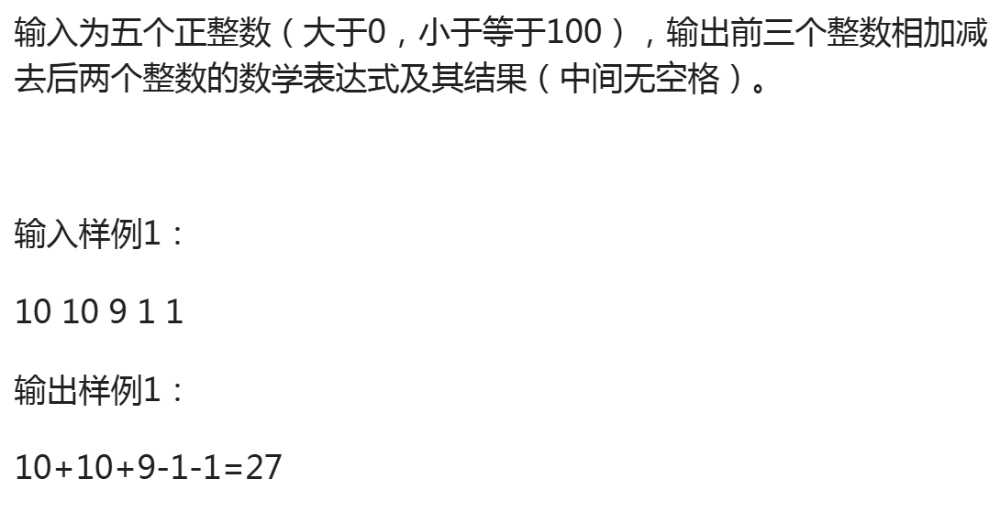 输入为五个正整数（大于0，小于等于100），输出前三个整数相加减
去后两个整数的数学表达式及其结果（中间无空格）。
输入样例1：
10 10 9 1 1
输出样例1：
10+10+9-1-1=27